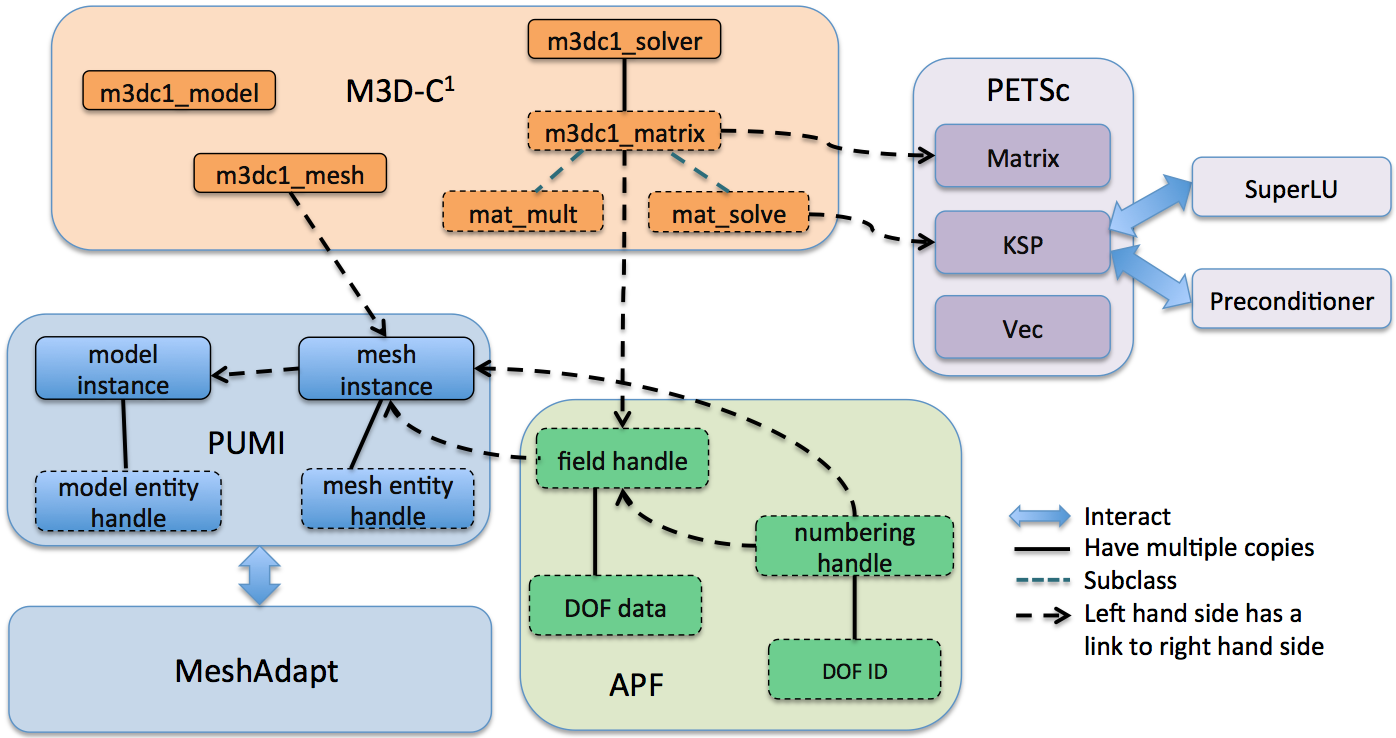 m3dc1_solver
m3dc1_model
M3D-C1
m3dc1_matrix
m3dc1_mesh
mat_mult
mat_solve
PETSc
Matrix
KSP
Vec
SuperLU
Preconditioner
model
instance
mesh
instance
PUMI
model entity
handle
mesh entity
handle
MeshAdapt
field handle
numbering
handle
DOF data
DOF ID
APF
Interact
Have multiple copies
Subclass
Left hand side has a
link to right hand side